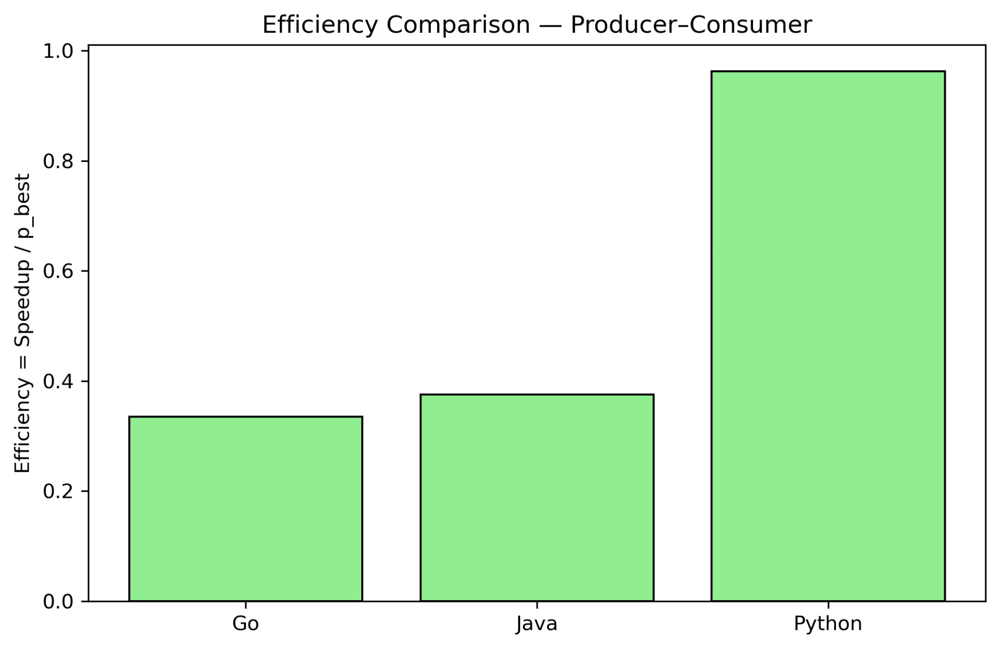 Efficiency Comparison — Producer–Consumer
Efficiency = Speedup / p_best
1.0
0.8
0.6
0.4
0.2
0.0
Go
Java
Python